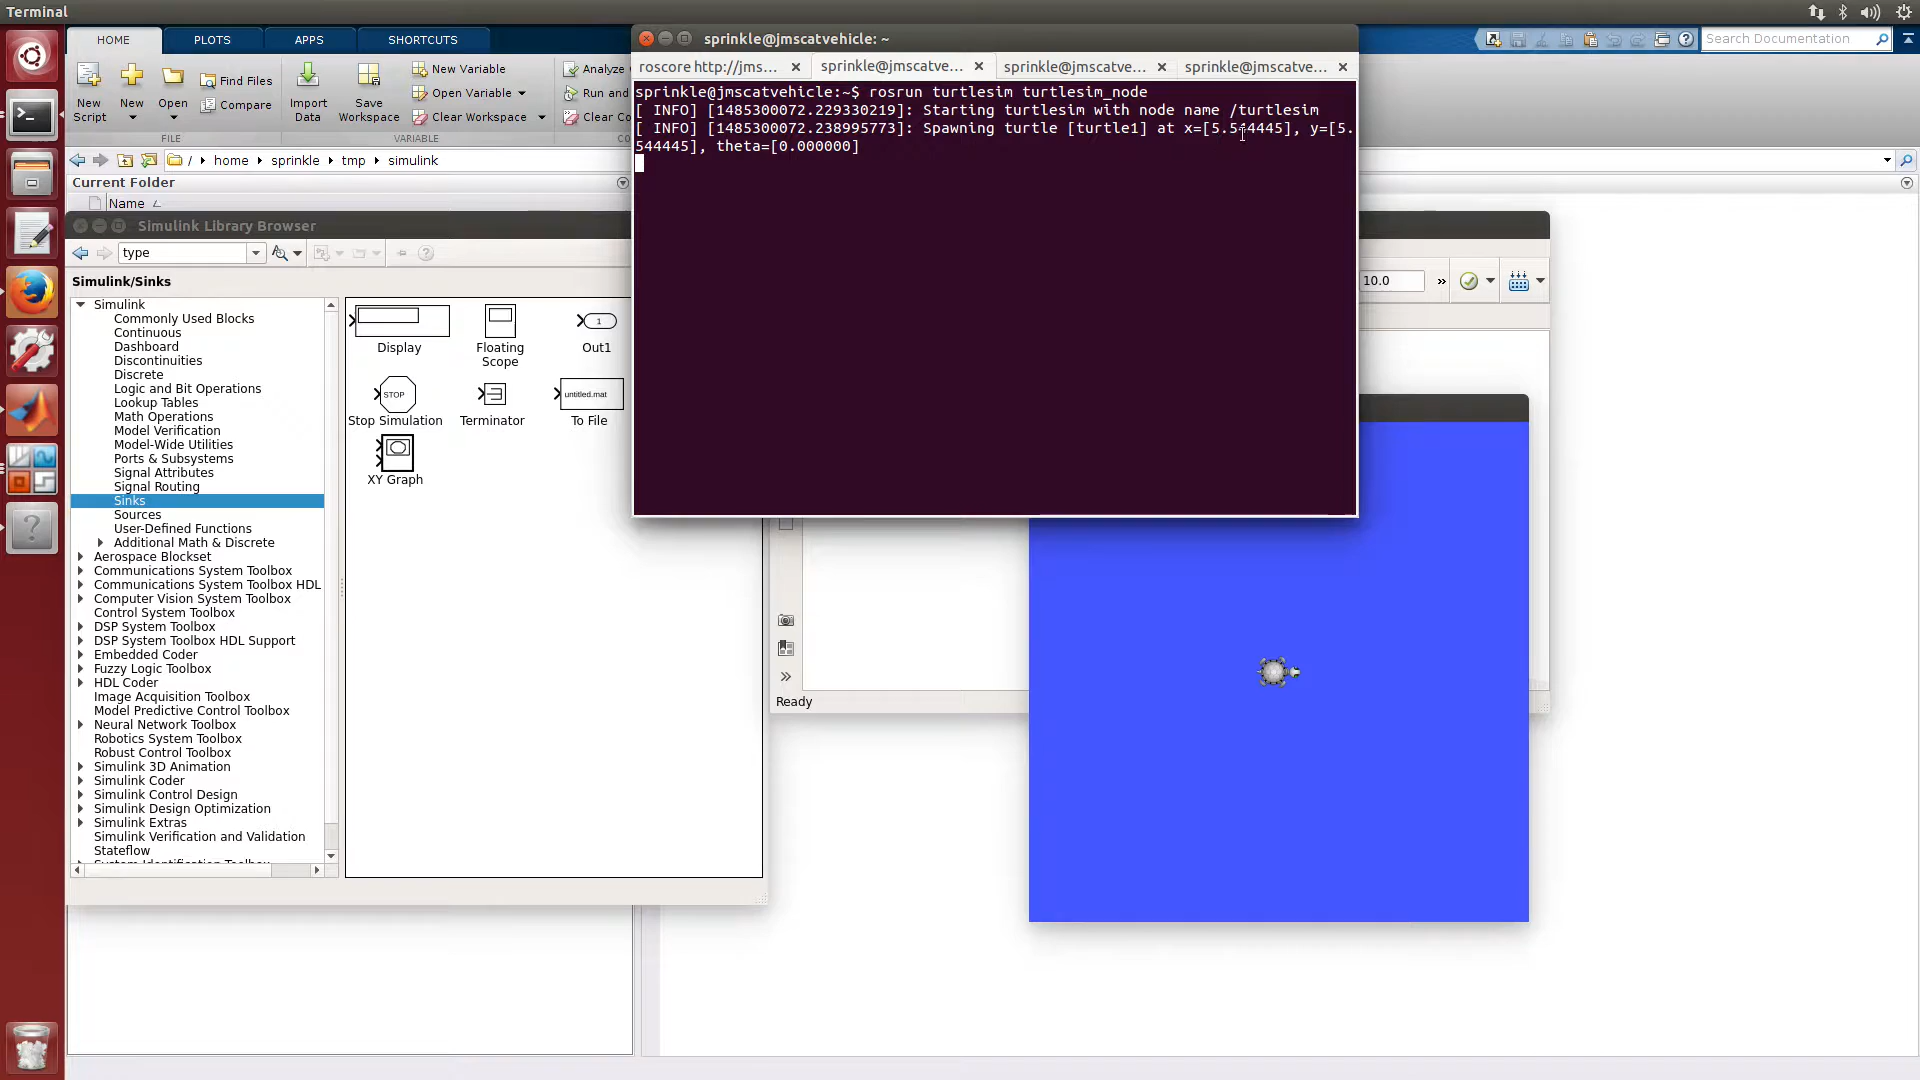 Terminal
HOME
PLOTS
APPS
SHORTCUTS
Search Documentation
New Script
New
Open
Find Files
Compare
Import Data
Save Workspace
New Variable
Open Variable
Clear Workspace
Analyze
Run and
Clear Co
FILE
VARIABLE
CO
/ home sprinkle tmp simulink
Current Folder
Name
sprinkle@jmscatvehicle: ~
roscore http://jms...
sprinkle@jmscatve...
sprinkle@jmscatve...
sprinkle@jmscatve...
sprinkle@jmscatvehicle:~$ rosrun turtlesim turtlesim_node
[ INFO] [1485300072.229330219]: Starting turtlesim with node name /turtlesim
[ INFO] [1485300072.238995773]: Spawning turtle [turtle1] at x=[5.544445], y=[5.
544445], theta=[0.000000]
Simulink Library Browser
type
Simulink/Sinks
Simulink
Commonly Used Blocks
Continuous
Dashboard
Discontinuities
Discrete
Logic and Bit Operations
Lookup Tables
Math Operations
Model Verification
Model-Wide Utilities
Ports & Subsystems
Signal Attributes
Signal Routing
Sinks
Sources
User-Defined Functions
Additional Math & Discrete
Aerospace Blockset
Communications System Toolbox
Communications System Toolbox HDL
Computer Vision System Toolbox
Control System Toolbox
DSP System Toolbox
DSP System Toolbox HDL Support
Embedded Coder
Fuzzy Logic Toolbox
HDL Coder
Image Acquisition Toolbox
Model Predictive Control Toolbox
Neural Network Toolbox
Robotics System Toolbox
Robust Control Toolbox
Simulink 3D Animation
Simulink Coder
Simulink Control Design
Simulink Design Optimization
Simulink Extras
Simulink Verification and Validation
Stateflow
Display
Floating Scope
1
Out1
STOP
Stop Simulation
Terminator
untitled.mat
To File
XY Graph
10.0
Ready